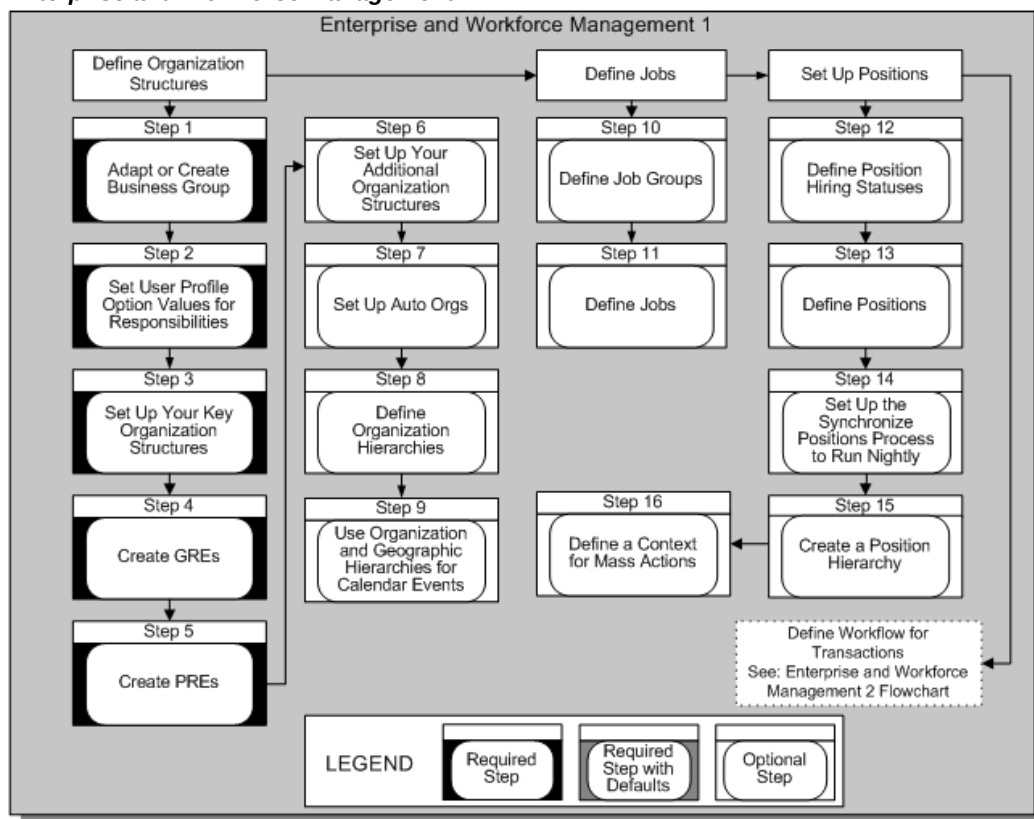 Enterprise and Workforce Management 1
Define Organization
Structures
Define Jobs
Set Up Positions
Step 1
Adapt or Create
Business Group
Step 2
Set User Profile
Option Values for
Responsibilities
Step 3
Set Up Your Key
Organization
Structures
Step 4
Create GREs
Step 5
Create PREs
Step 6
Set Up Your
Additional
Organization
Structures
Step 7
Set Up Auto Orgs
Step 8
Define
Organization
Hierarchies
Step 9
Use Organization
and Geographic
Hierarchies for
Calendar Events
Step 10
Define Job Groups
Step 11
Define Jobs
Step 12
Define Position
Hiring Statuses
Step 13
Define Positions
Step 14
Set Up the
Synchronize
Positions Process
to Run Nightly
Step 15
Create a Position
Hierarchy
Step 16
Define a Context
for Mass Actions
Define Workflow for
Transactions
See: Enterprise and Workforce
Management 2 Flowchart
LEGEND
Required
Step
Required
Step with
Defaults
Optional
Step